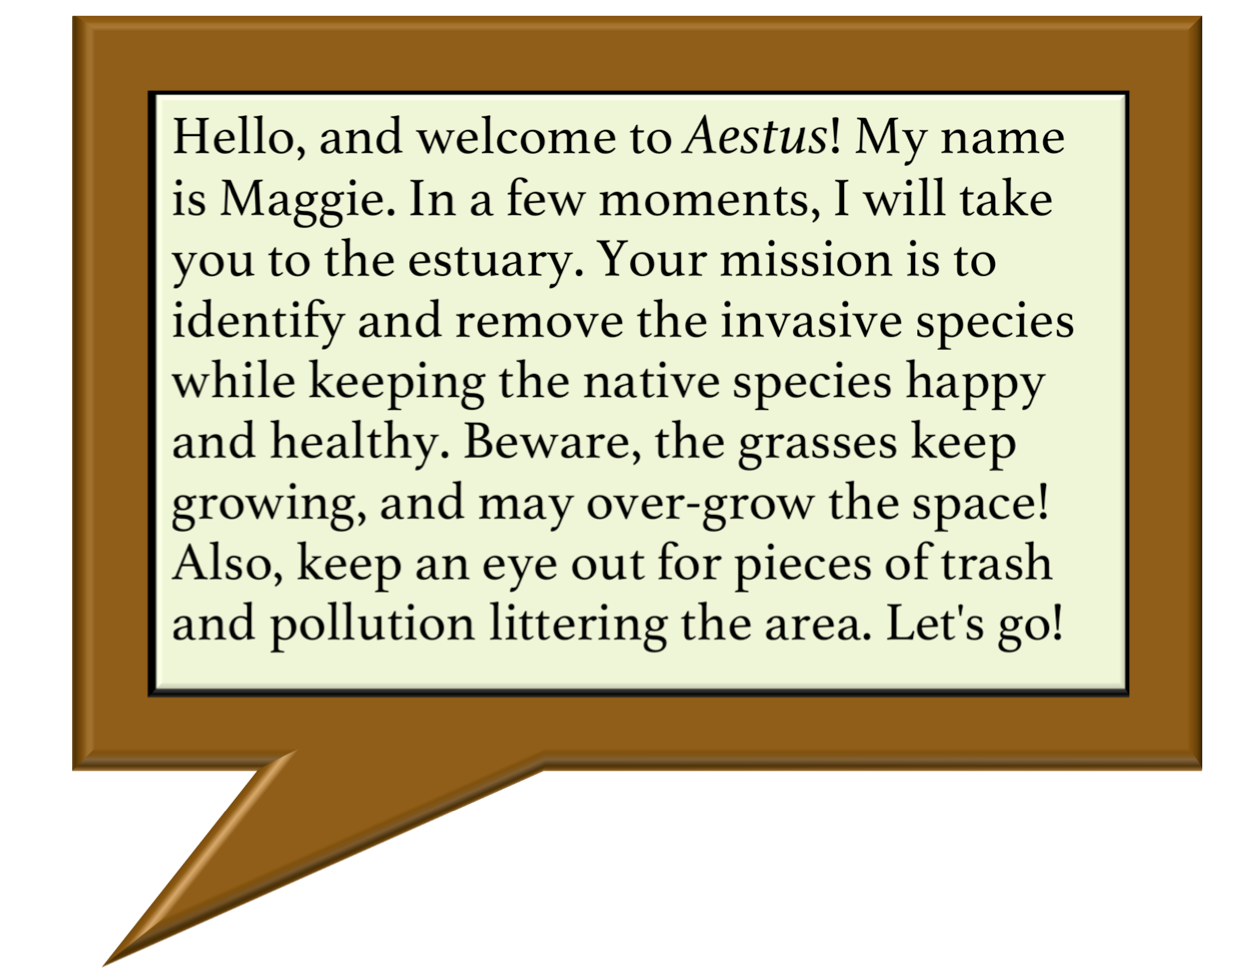 Hello, and welcome to Aestus! My name
is Maggie. In a few moments, I will take
you to the estuary. Your mission is to
identify and remove the invasive species
while keeping the native species happy
and healthy. Beware, the grasses keep
growing, and may over-grow the space!
Also, keep an eye out for pieces of trash
and pollution littering the area. Let's go!